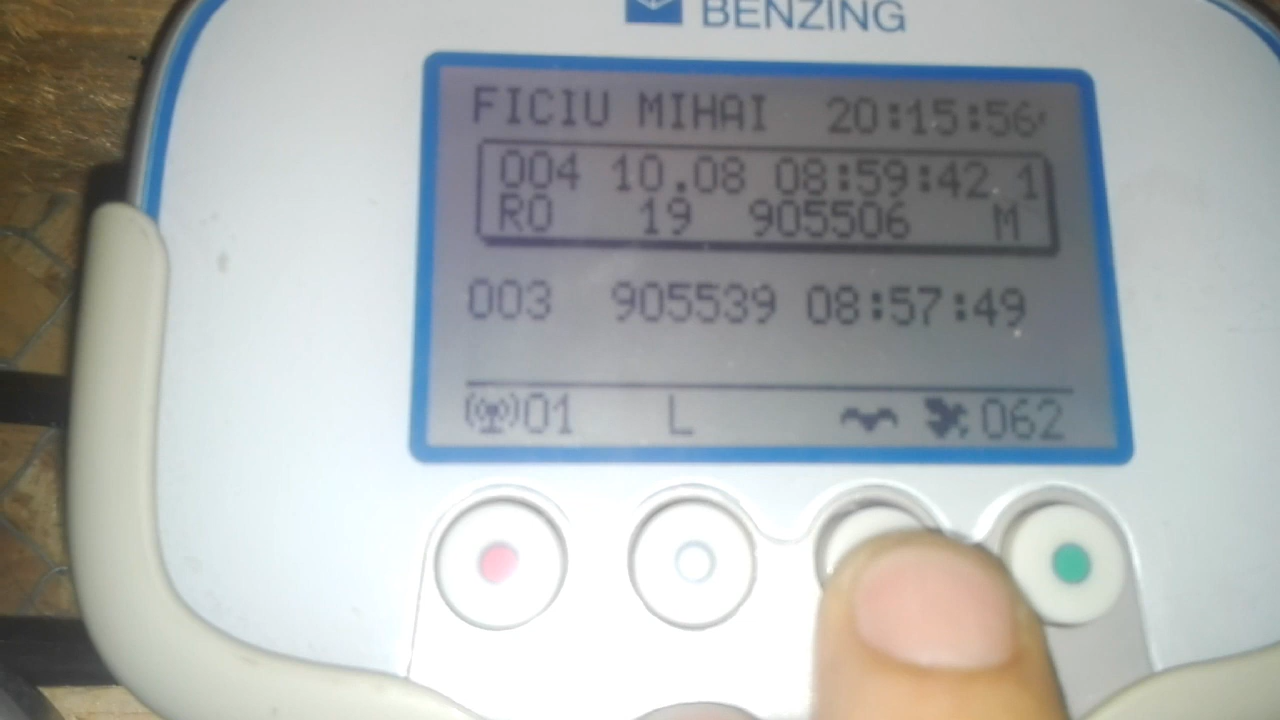 BENZING
FICIU MIHAI 20:15:56
004 10.08 08:59:42 1
RO 19 905506 M
003 905539 08:57:49
01 L 062